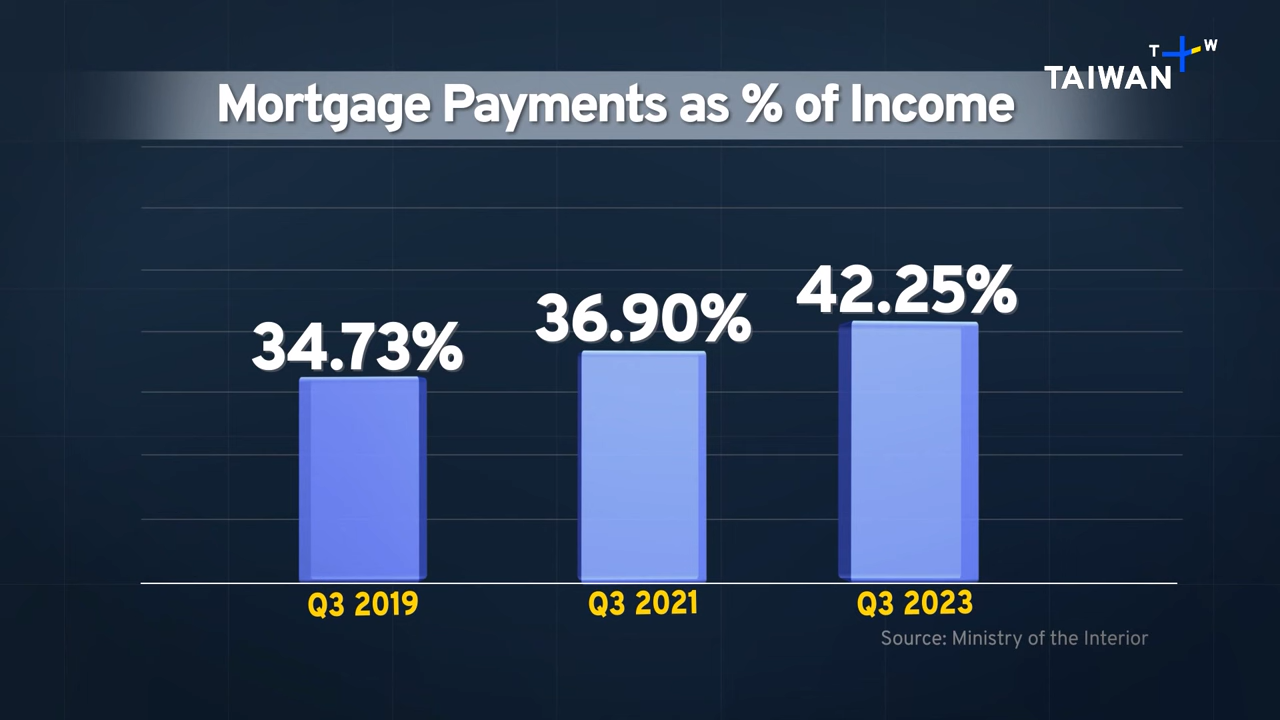 T W
TAIWAN
Mortgage Payments as % of Income
34.73%
36.90%
42.25%
Q3 2019
Q3 2021
Q3 2023
Source: Ministry of the Interior